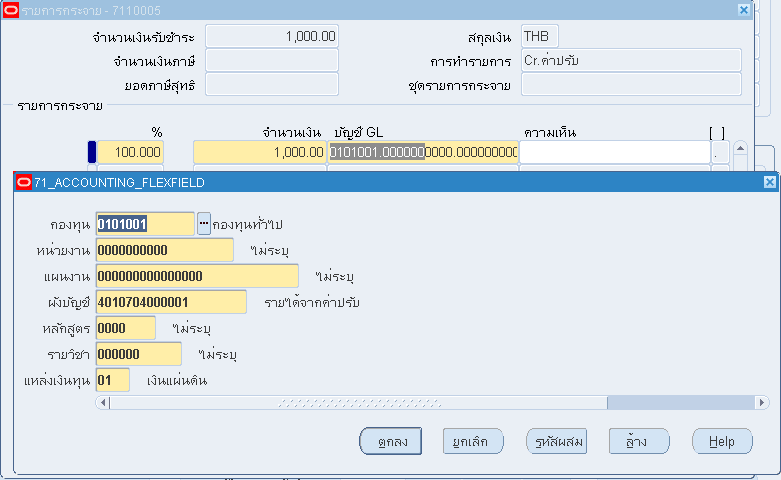 รายการกระจาย - 7110005
จำนวนเงินรับชำระ 1,000.00 สกุลเงิน THB
จำนวนเงินภาษี การทำรายการ Cr.ค่าปรับ
ยอดภาษีสุทธิ ชุดรายการกระจาย
รายการกระจาย
% จำนวนเงิน บัญชี GL ความเห็น [ ]
100.000 1,000.00 0101001.0000000000.000000000 .
71_ACCOUNTING_FLEXFIELD
กองทุน 0101001 ... กองทุนทั่วไป
หน่วยงาน 0000000000 ไม่ระบุ
แผนงาน 000000000000000 ไม่ระบุ
ผังบัญชี 4010704000001 รายได้จากค่าปรับ
หลักสูตร 0000 ไม่ระบุ
รายวิชา 000000 ไม่ระบุ
แหล่งเงินทุน 01 เงินแผ่นดิน
ตกลง ยกเลิก รหัสผสม ล้าง Help